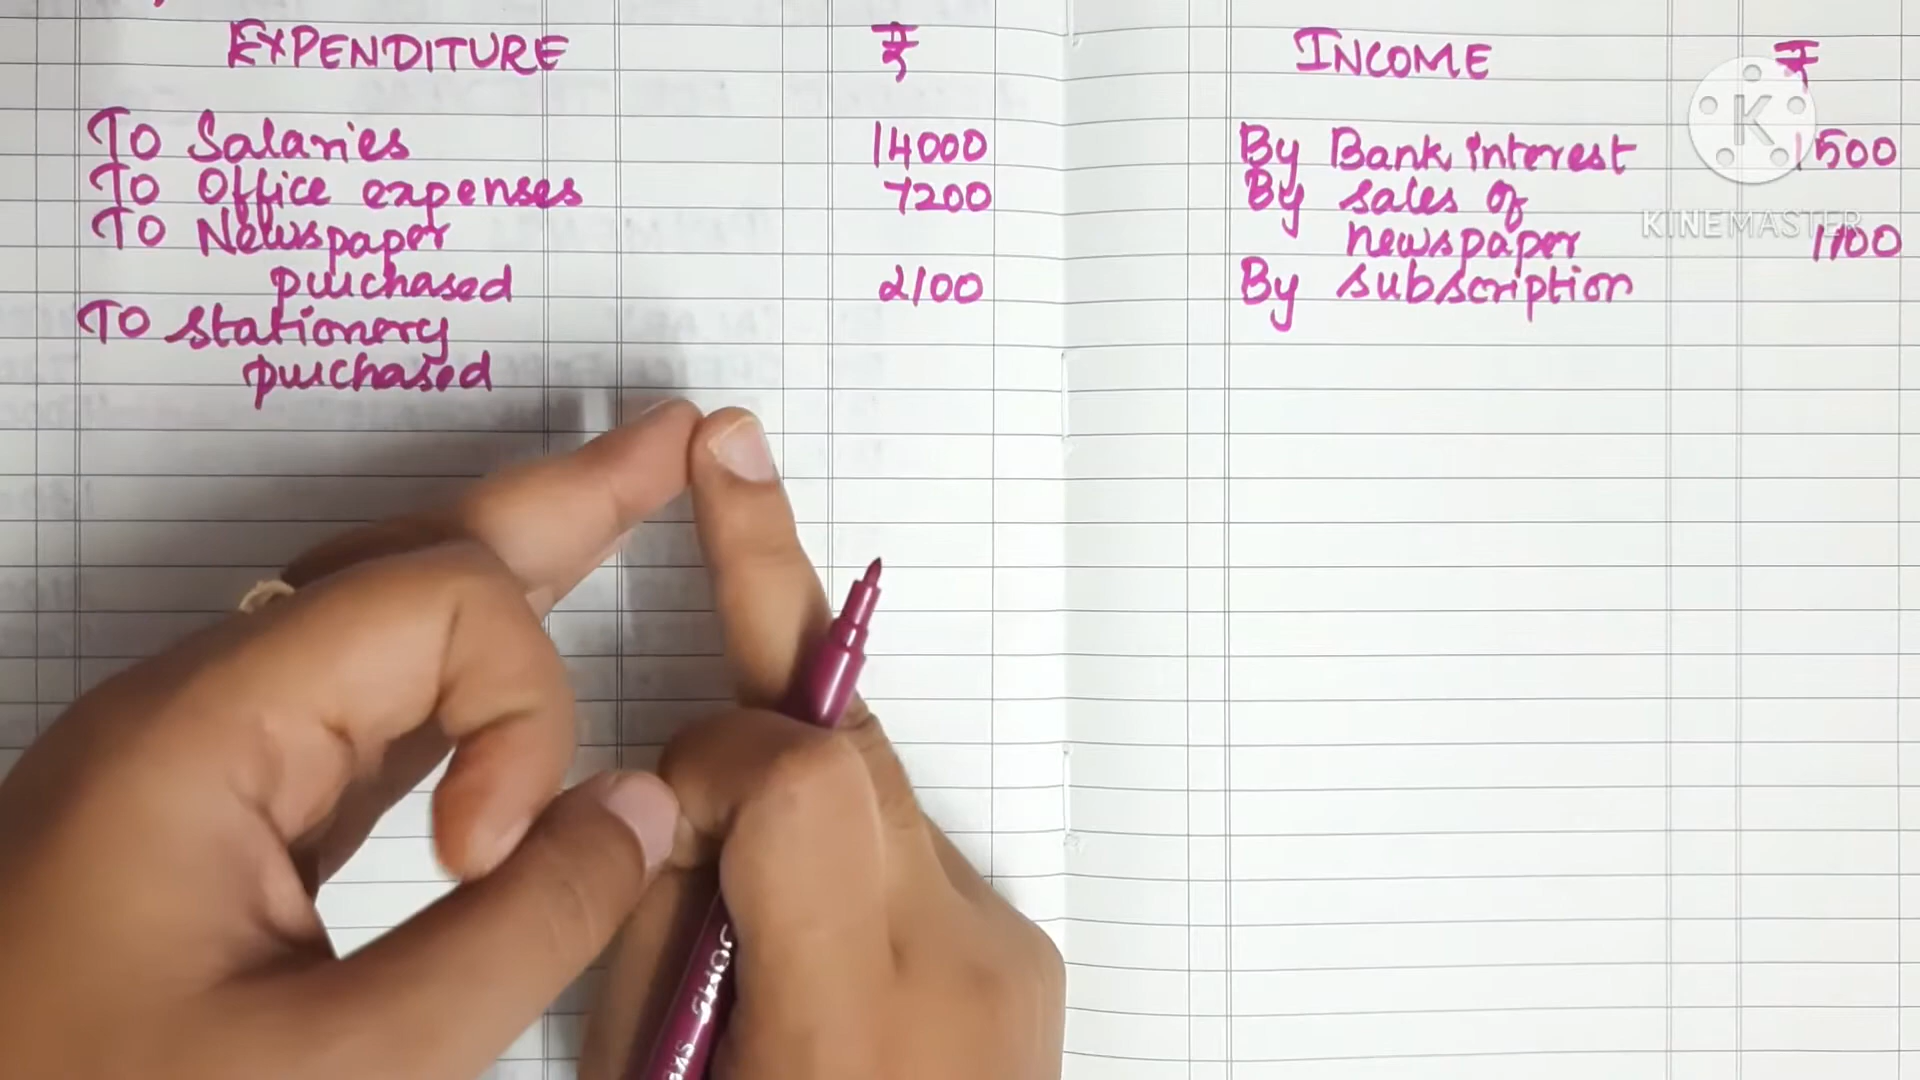 EXPENDITURE ₹
To Salaries 14000
To Office expenses 7200
To Newspaper
purchased 2100
To stationery
purchased
INCOME ₹
By Bank interest 1500
By sales of
newspaper 1100
By subscription
K
KINEMASTER
DOMS